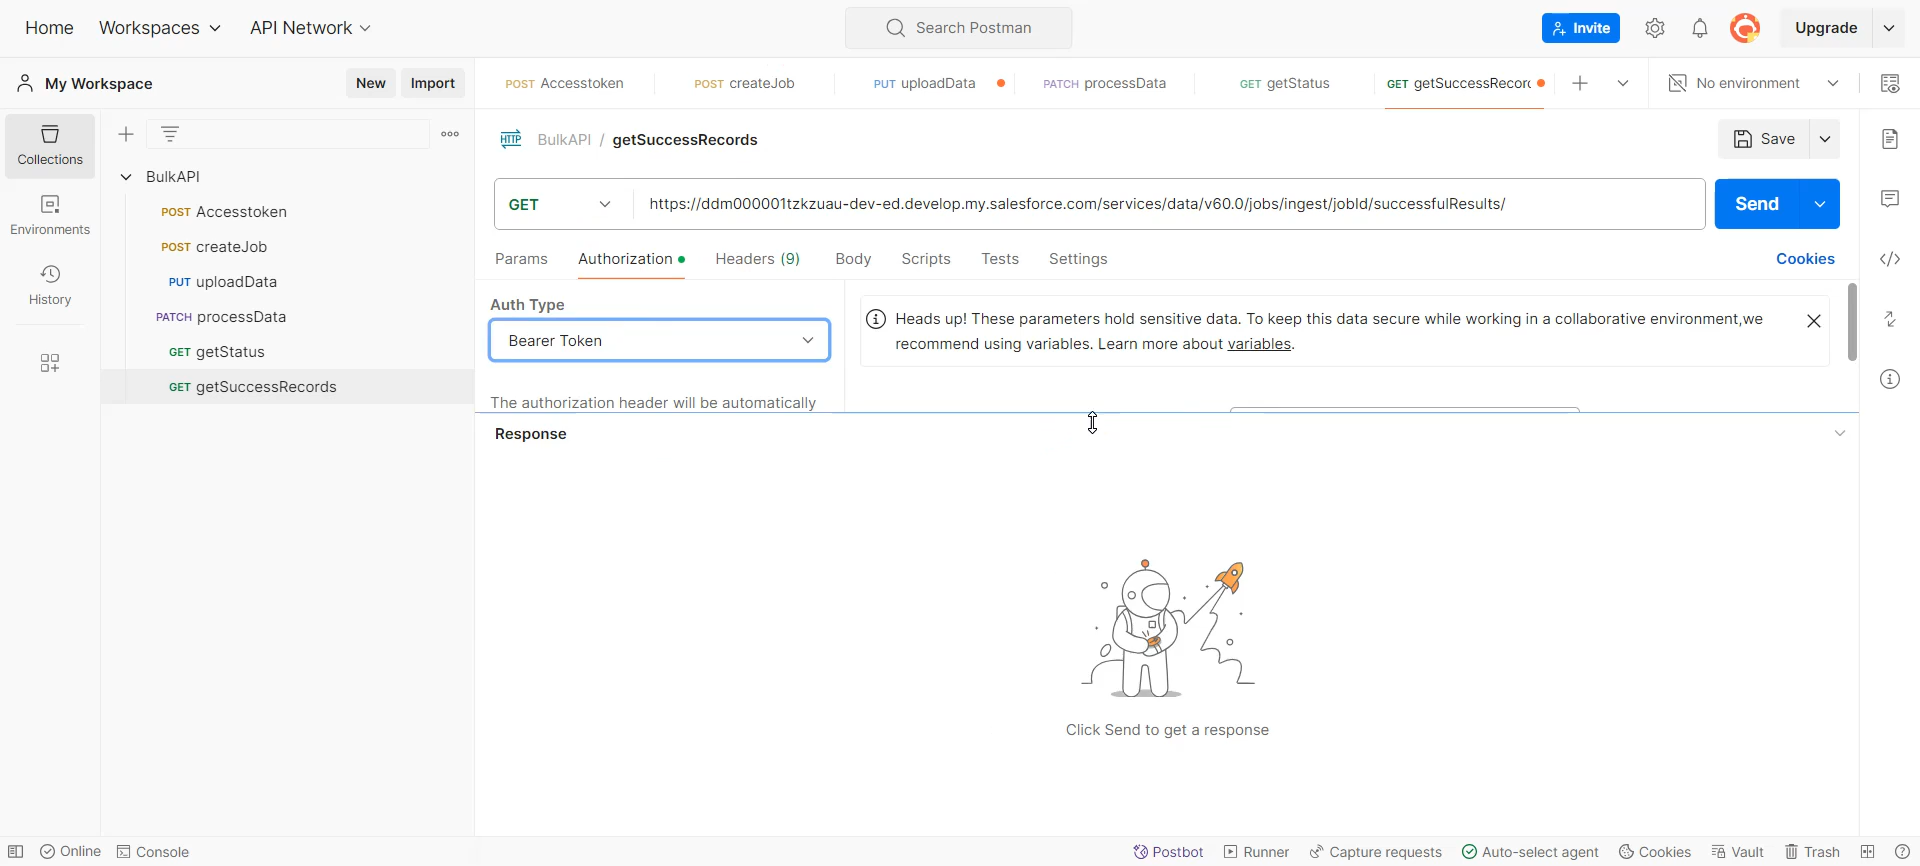 Home Workspaces API Network Search Postman Invite Upgrade
My Workspace New Import POST Accesstoken POST createJob PUT uploadData PATCH processData GET getStatus GET getSuccessRecord No environment
Collections
BulkAPI
POST Accesstoken
POST createJob
PUT uploadData
PATCH processData
GET getStatus
GET getSuccessRecords
Environments
History
HTTP BulkAPI / getSuccessRecords Save
GET https://ddm000001tzkzuau-dev-ed.develop.my.salesforce.com/services/data/v60.0/jobs/ingest/jobId/successfulResults/ Send
Params Authorization Headers (9) Body Scripts Tests Settings Cookies
Auth Type
Bearer Token
The authorization header will be automatically
Heads up! These parameters hold sensitive data. To keep this data secure while working in a collaborative environment,we
recommend using variables. Learn more about variables.
Response
Click Send to get a response
Online Console Postbot Runner Capture requests Auto-select agent Cookies Vault Trash